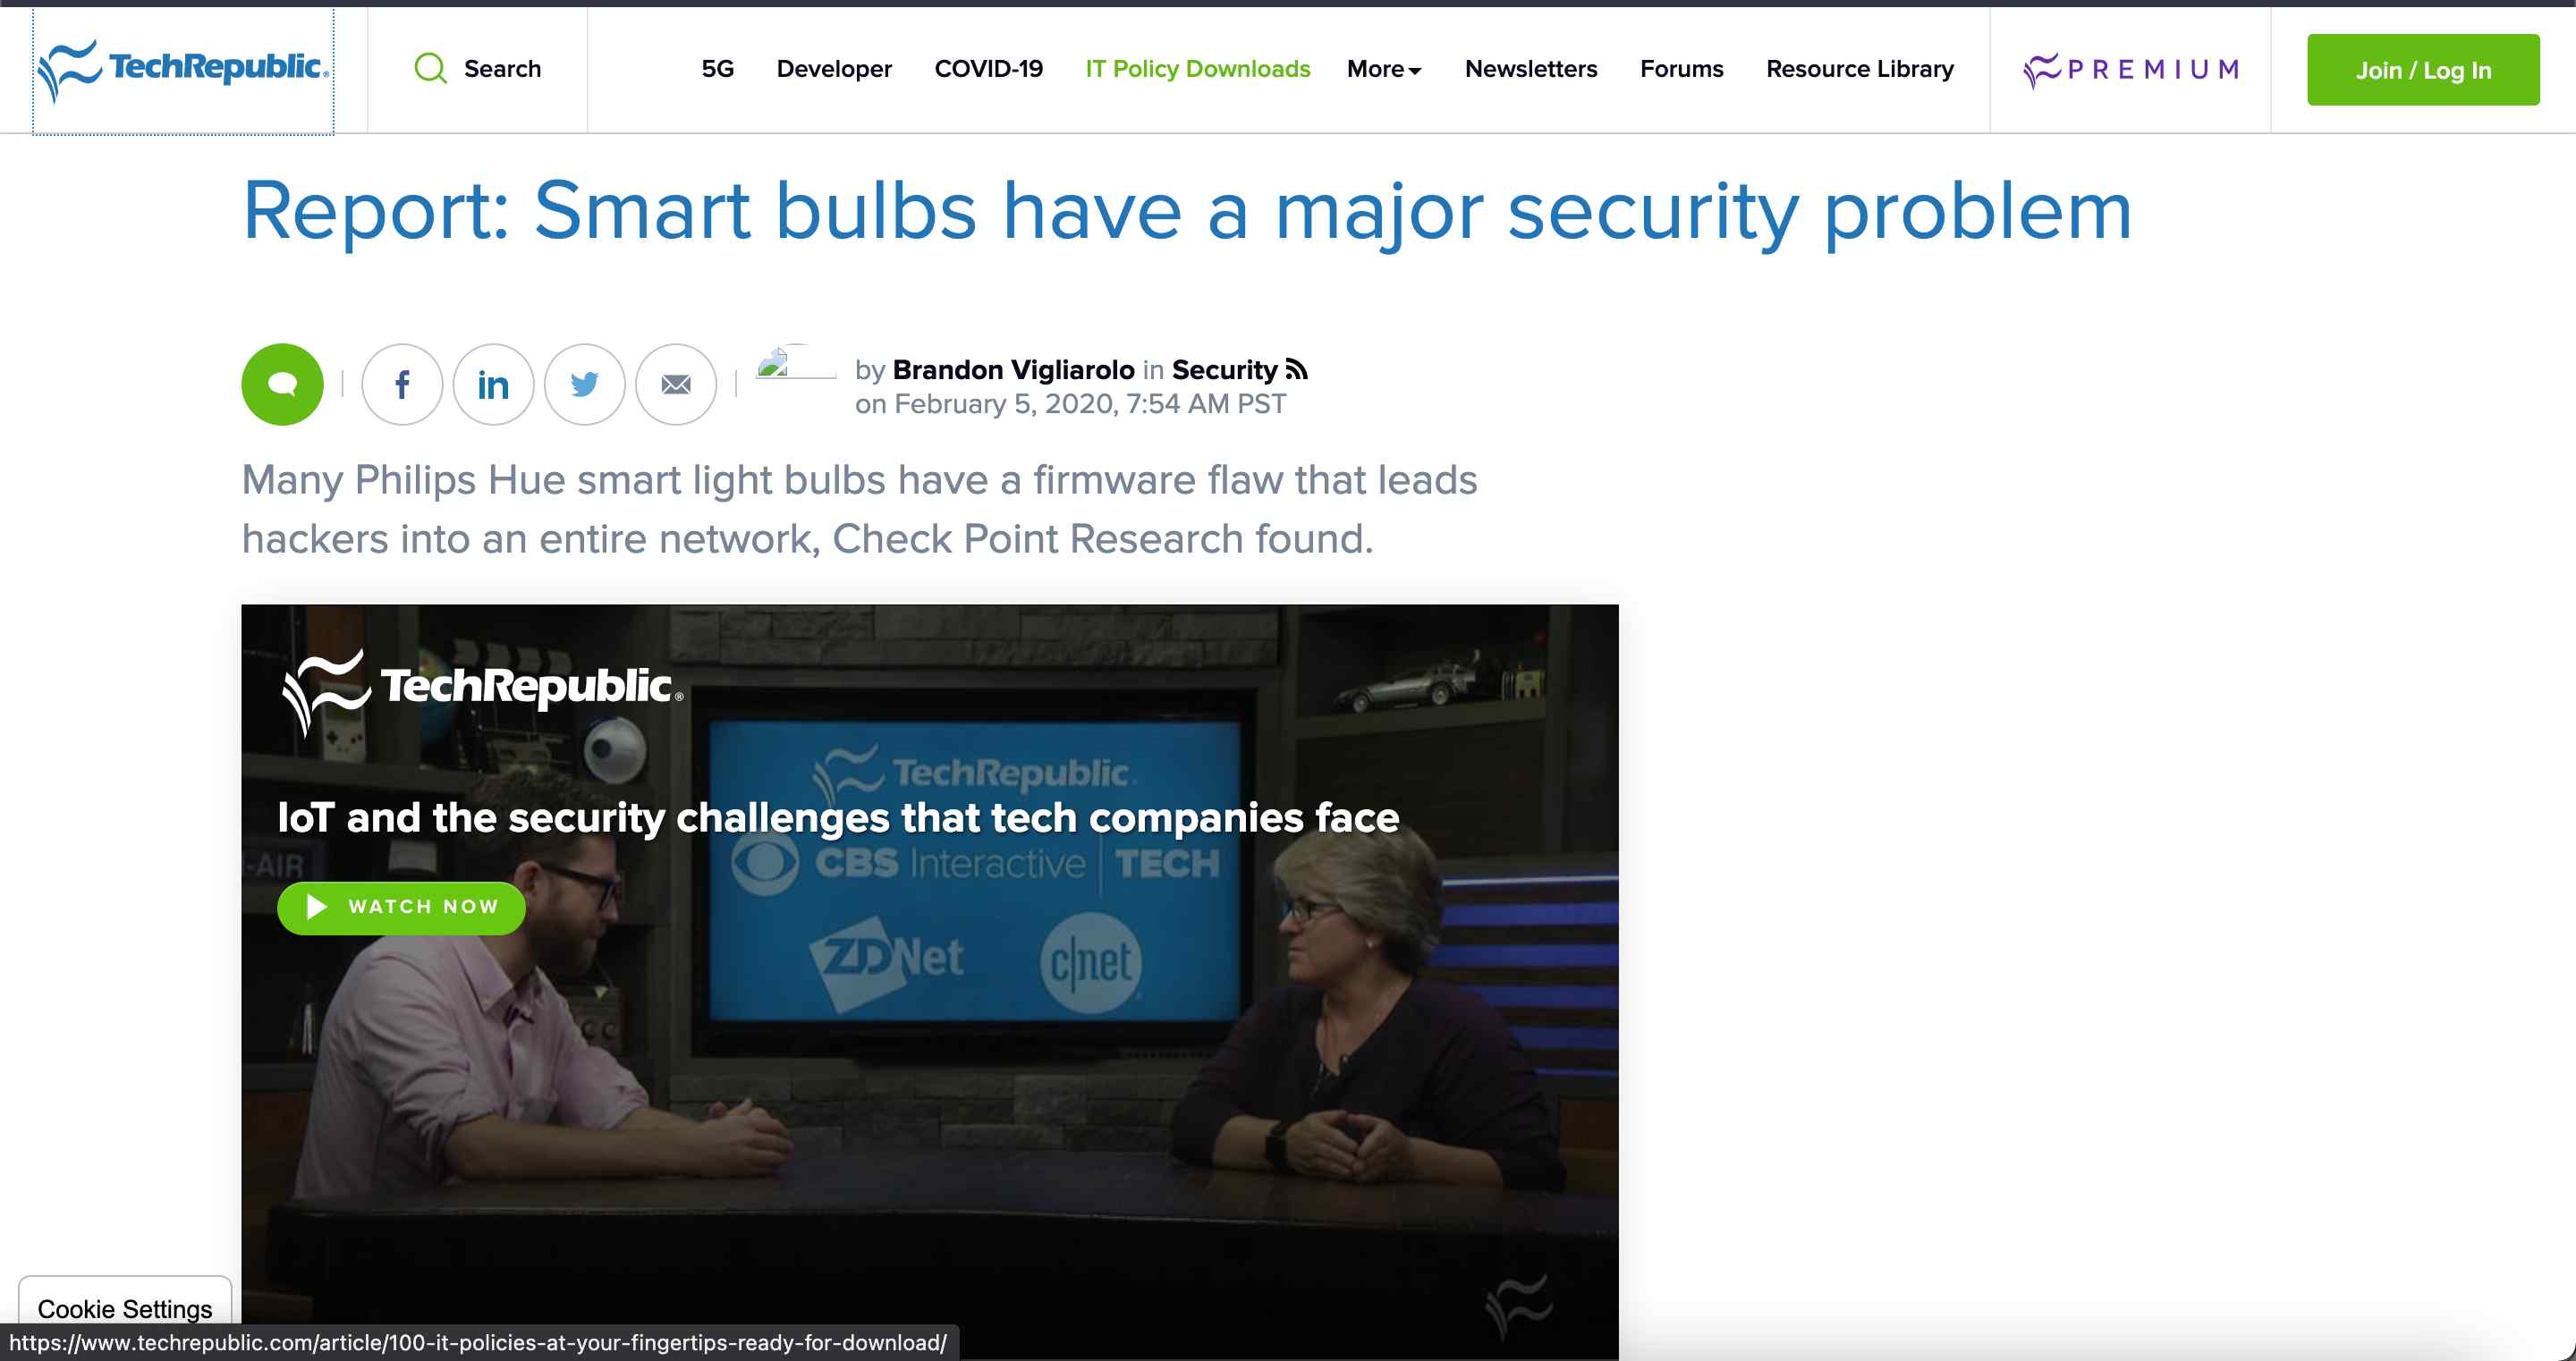 TechRepublic®
Search
5G
Developer
COVID-19
IT Policy Downloads
More
Newsletters
Forums
Resource Library
PREMIUM
Join / Log In
Report: Smart bulbs have a major security problem
f
in
by Brandon Vigliarolo in Security
on February 5, 2020, 7:54 AM PST
Many Philips Hue smart light bulbs have a firmware flaw that leads
hackers into an entire network, Check Point Research found.
TechRepublic®
TechRepublic
IoT and the security challenges that tech companies face
-AIR
CBS Interactive | TECH
WATCH NOW
ZDNet
c|net
Cookie Settings
https://www.techrepublic.com/article/100-it-policies-at-your-fingertips-ready-for-download/